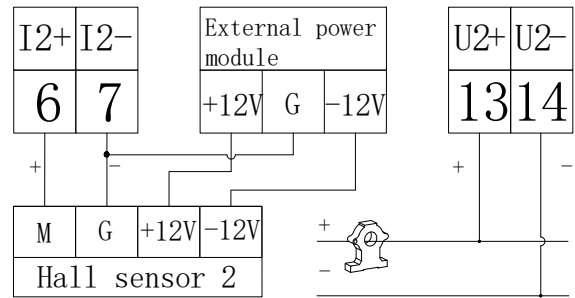 I2+ I2-
6 7
External power
module
+12V G -12V
U2+ U2-
13 14
+ -
+ -
M G +12V -12V
Hall sensor 2
+
-